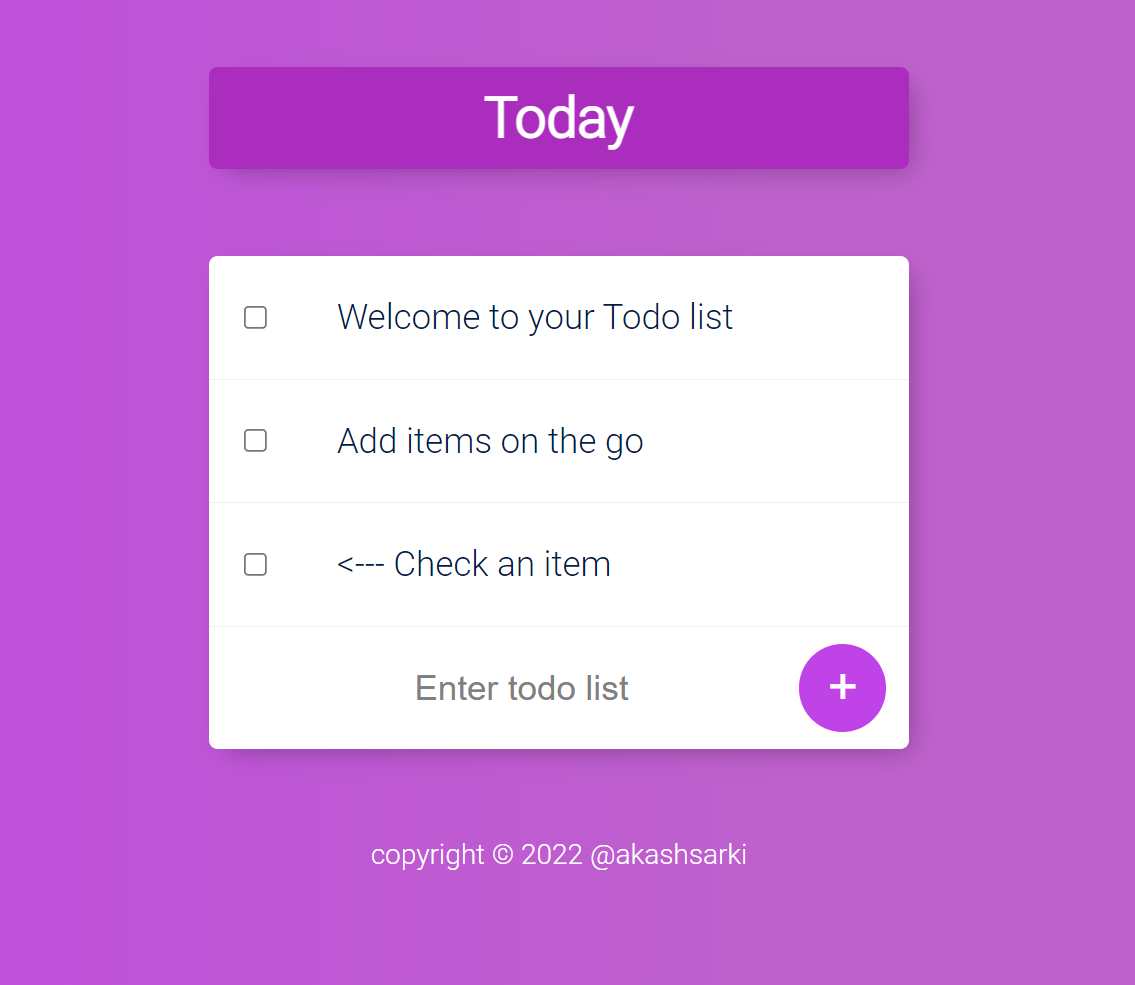 Today
Welcome to your Todo list
Add items on the go
<--- Check an item
Enter todo list
+
copyright © 2022 @akashsarki